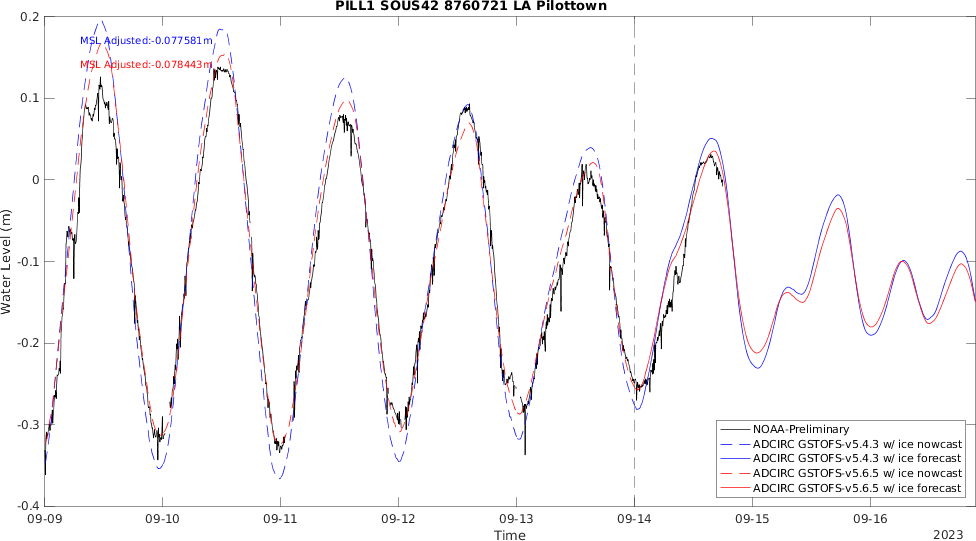 PILL1 SOUS42 8760721 LA Pilottown
MSL Adjusted:-0.077581m
MSL Adjusted:-0.078443m
Water Level (m)
0.2
0.1
0
-0.1
-0.2
-0.3
-0.4
NOAA-Preliminary
ADCIRC GSTOFS-v5.4.3 w/ ice nowcast
ADCIRC GSTOFS-v5.4.3 w/ ice forecast
ADCIRC GSTOFS-v5.6.5 w/ ice nowcast
ADCIRC GSTOFS-v5.6.5 w/ ice forecast
09-09 09-10 09-11 09-12 09-13 09-14 09-15 09-16
Time
2023